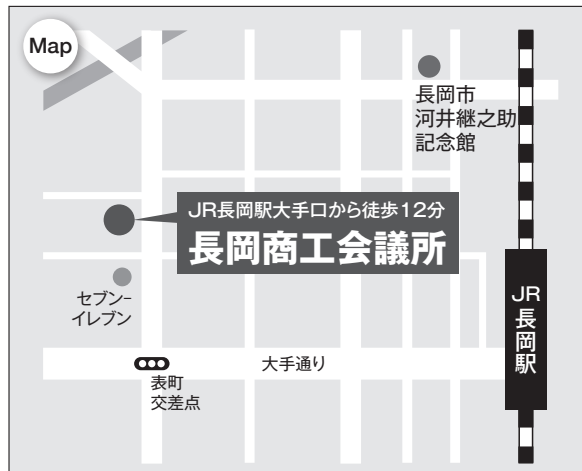 Map
長岡市
河井継之助
記念館
JR長岡駅大手口から徒歩12分
長岡商工会議所
セブン-
イレブン
JR
長岡駅
大手通り
表町
交差点